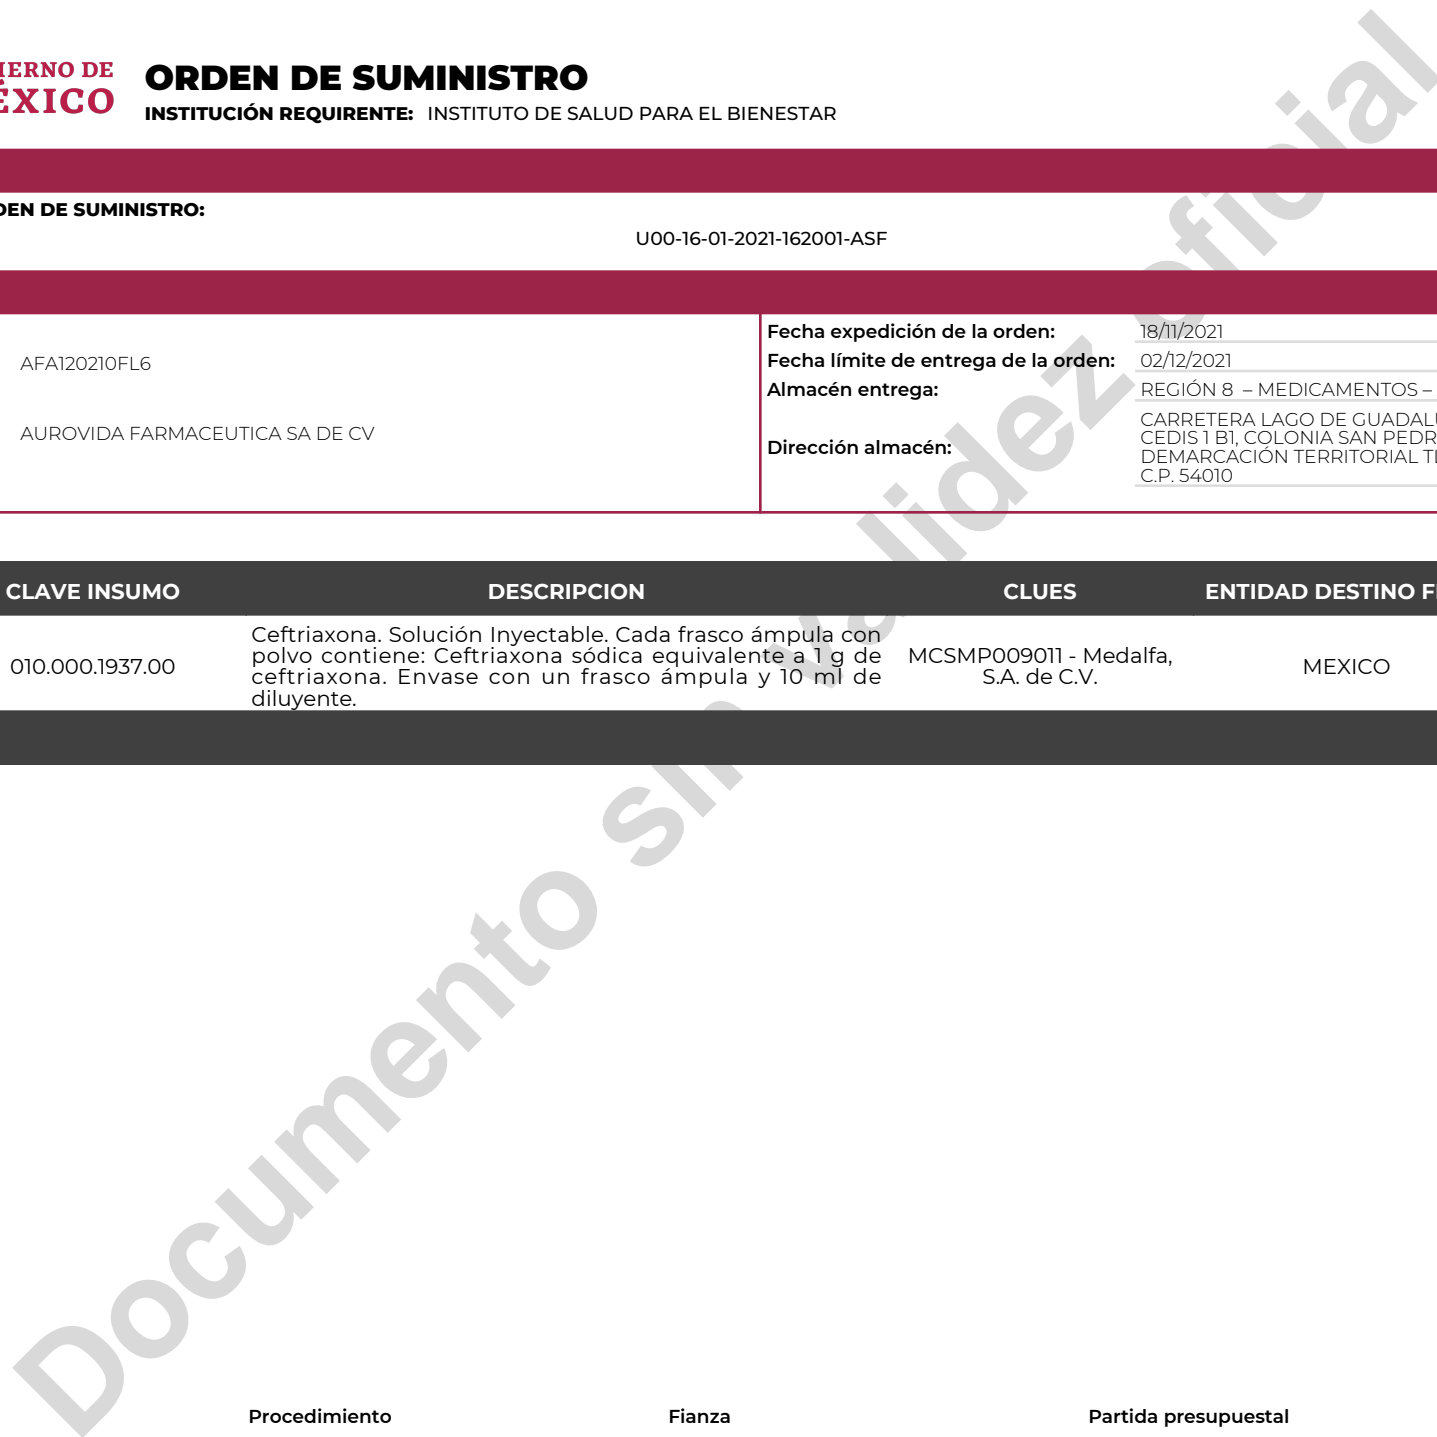 IERNO DE
ÉXICO
ORDEN DE SUMINISTRO
INSTITUCIÓN REQUIRENTE: INSTITUTO DE SALUD PARA EL BIENESTAR
DEN DE SUMINISTRO:
U00-16-01-2021-162001-ASF
AFA120210FL6
AUROVIDA FARMACEUTICA SA DE CV
Fecha expedición de la orden: 18/11/2021
Fecha límite de entrega de la orden: 02/12/2021
Almacén entrega: REGIÓN 8 – MEDICAMENTOS –
Dirección almacén:
CARRETERA LAGO DE GUADALU
CEDIS 1 B1, COLONIA SAN PEDR
DEMARCACIÓN TERRITORIAL TL
C.P. 54010
CLAVE INSUMO DESCRIPCION CLUES ENTIDAD DESTINO FI
010.000.1937.00
Ceftriaxona. Solución Inyectable. Cada frasco ámpula con
polvo contiene: Ceftriaxona sódica equivalente a 1 g de
ceftriaxona. Envase con un frasco ámpula y 10 ml de
diluyente.
MCSMP009011 - Medalfa,
S.A. de C.V.
MEXICO
Documento sin validez oficial
Procedimiento Fianza Partida presupuestal